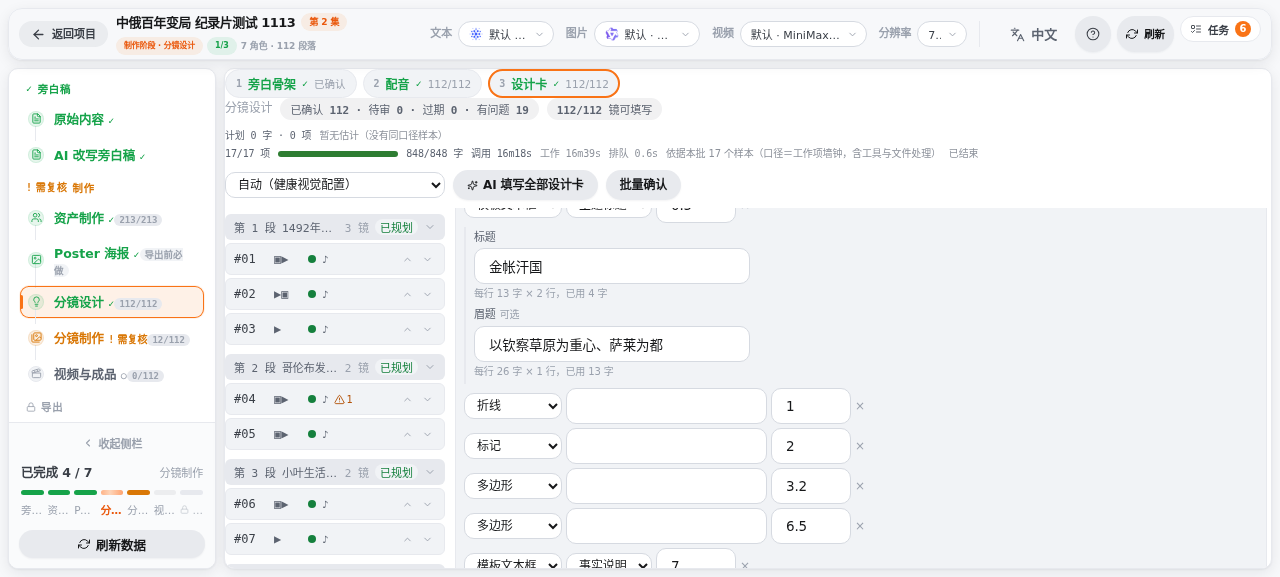 返回项目
中俄百年变局 纪录片测试 1113 第 2 集
制作阶段 · 分镜设计 1/3 7 角色 · 112 段落
文本 默认 ...
图片 默认 · ...
视频 默认 · MiniMax...
分辨率 7..
中文
刷新
任务 6
✓ 旁白稿
原始内容 ✓
AI 改写旁白稿 ✓
! 需复核 制作
资产制作 ✓ 213/213
Poster 海报 ✓ 导出前必做
分镜设计 ✓ 112/112
分镜制作 ! 需复核 12/112
视频与成品 ○ 0/112
导出
收起侧栏
已完成 4 / 7 分镜制作
旁... 资... P... 分... 分... 视... ...
刷新数据
1 旁白骨架 ✓ 已确认
2 配音 ✓ 112/112
3 设计卡 ✓ 112/112
分镜设计 已确认 112 · 待审 0 · 过期 0 · 有问题 19 112/112 镜可填写
计划 0 字 · 0 项 暂无估计（没有同口径样本）
17/17 项 848/848 字 调用 16m18s 工作 16m39s 排队 0.6s 依据本批 17 个样本（口径＝工作项墙钟，含工具与文件处理） 已结束
自动（健康视觉配置）
AI 填写全部设计卡
批量确认
第 1 段 1492年... 3 镜 已规划
#01
#02
#03
第 2 段 哥伦布发... 2 镜 已规划
#04 1
#05
第 3 段 小叶生活... 2 镜 已规划
#06
#07
标题
金帐汗国
每行 13 字 × 2 行，已用 4 字
眉题 可选
以钦察草原为重心、萨莱为都
每行 26 字 × 1 行，已用 13 字
折线 1 ×
标记 2 ×
多边形 3.2 ×
多边形 6.5 ×
模板文本框 事实说明 7 ×